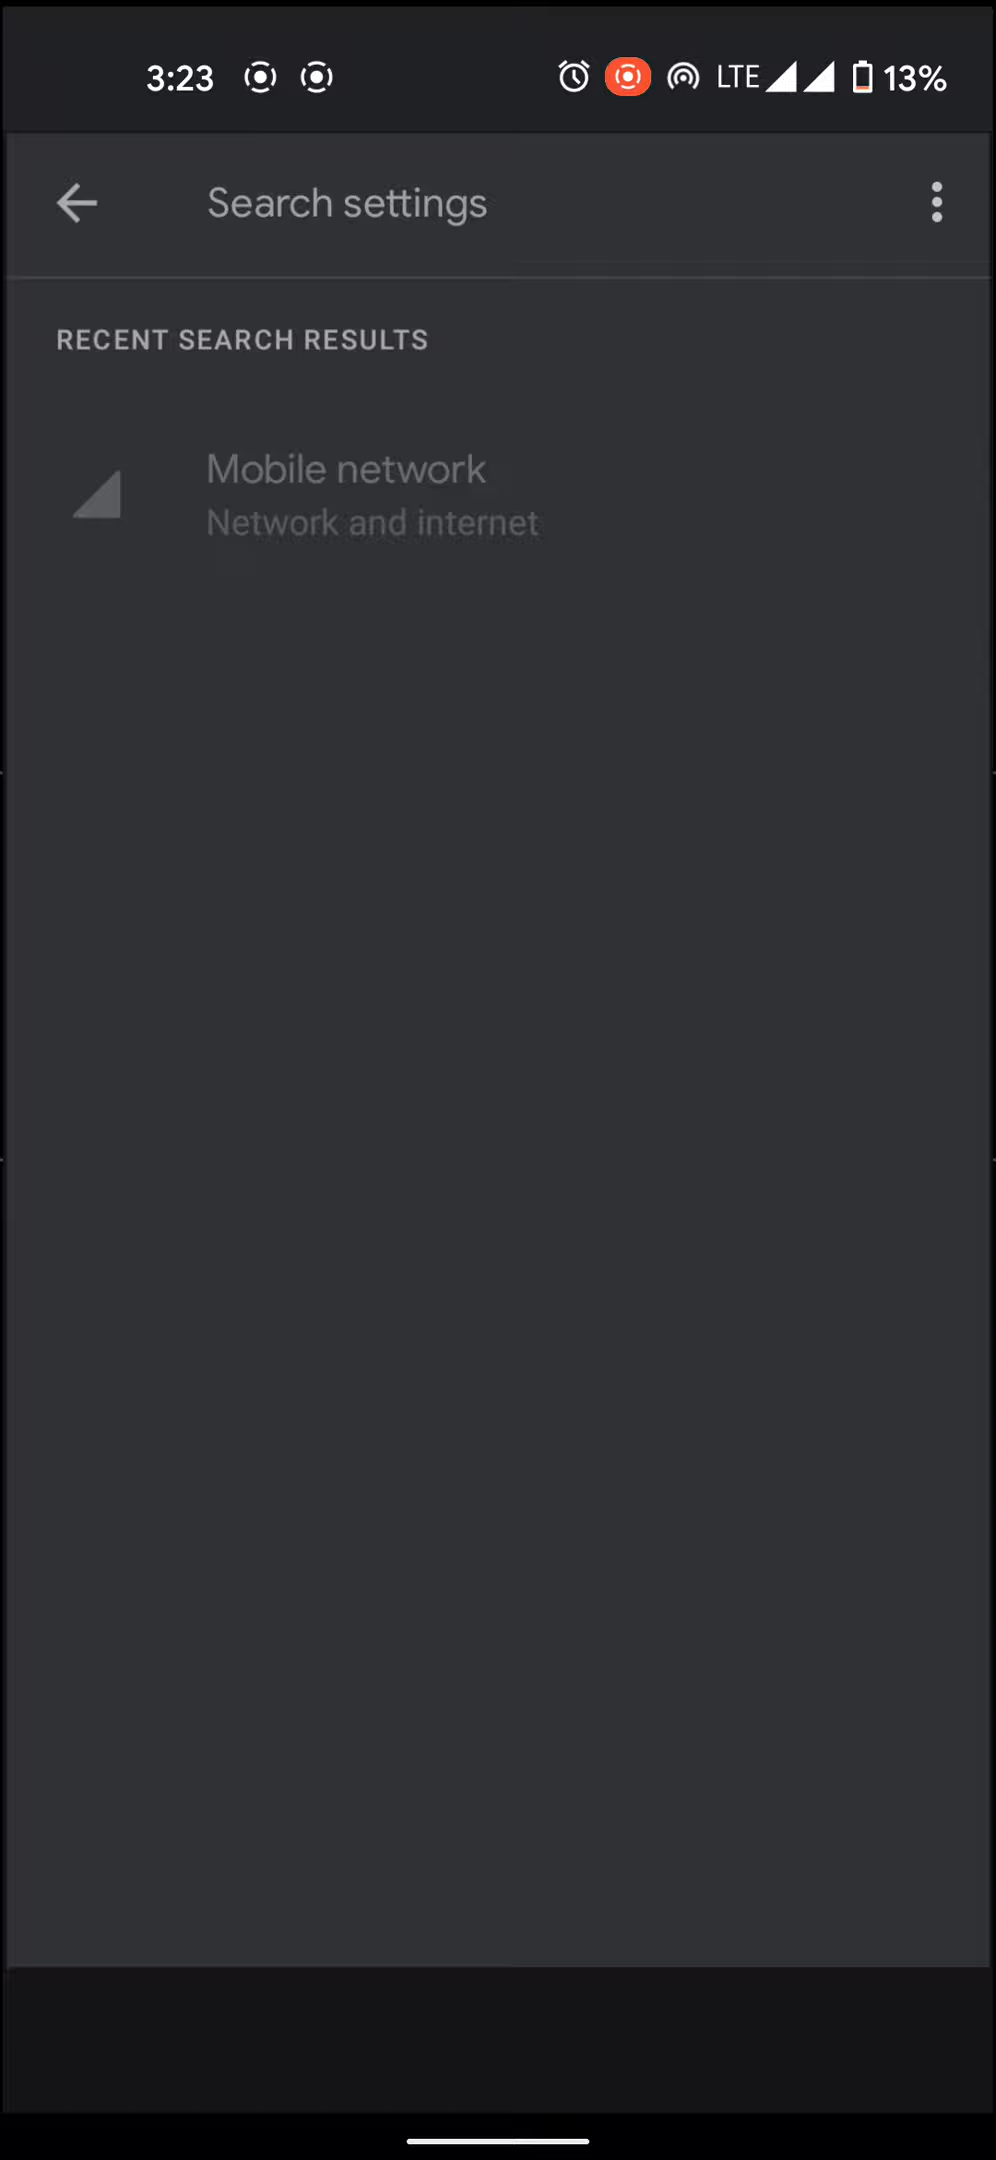 3:23 LTE 13%
Search settings
RECENT SEARCH RESULTS
Mobile network
Network and internet